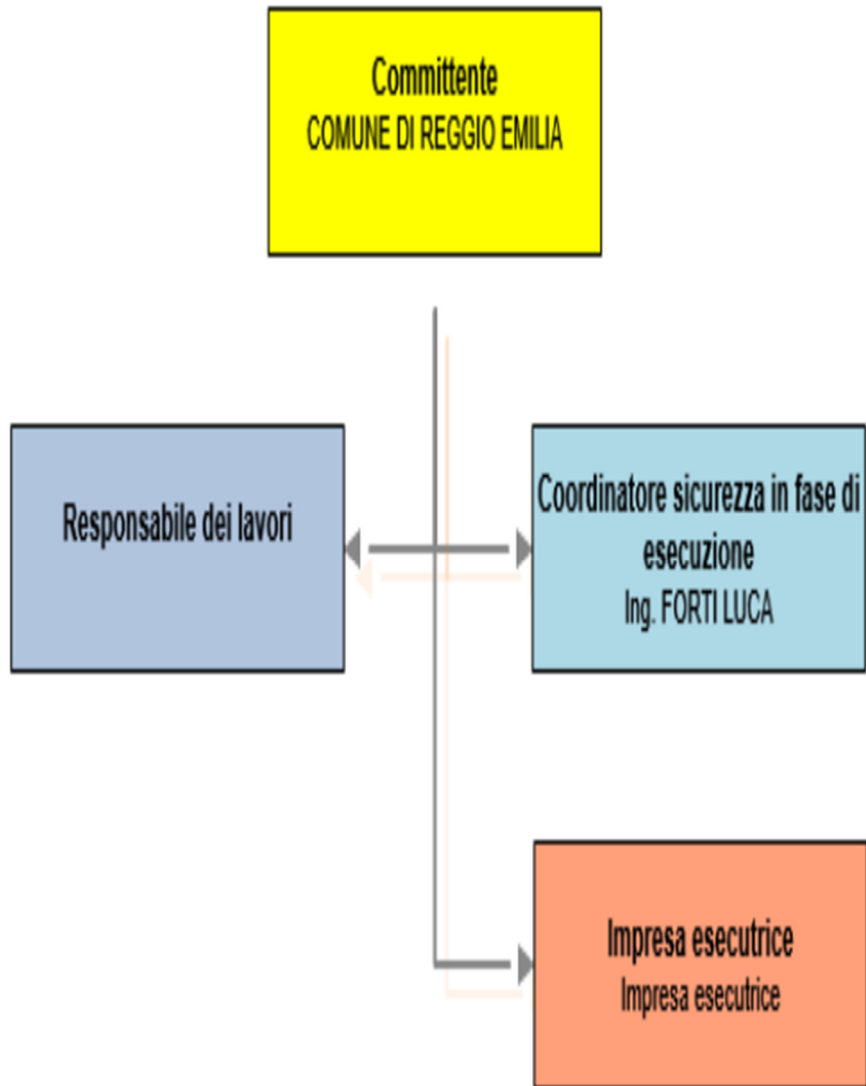 Committente
COMUNE DI REGGIO EMILIA
Responsabile dei lavori
Coordinatore sicurezza in fase di
esecuzione
Ing. FORTI LUCA
Impresa esecutrice
Impresa esecutrice